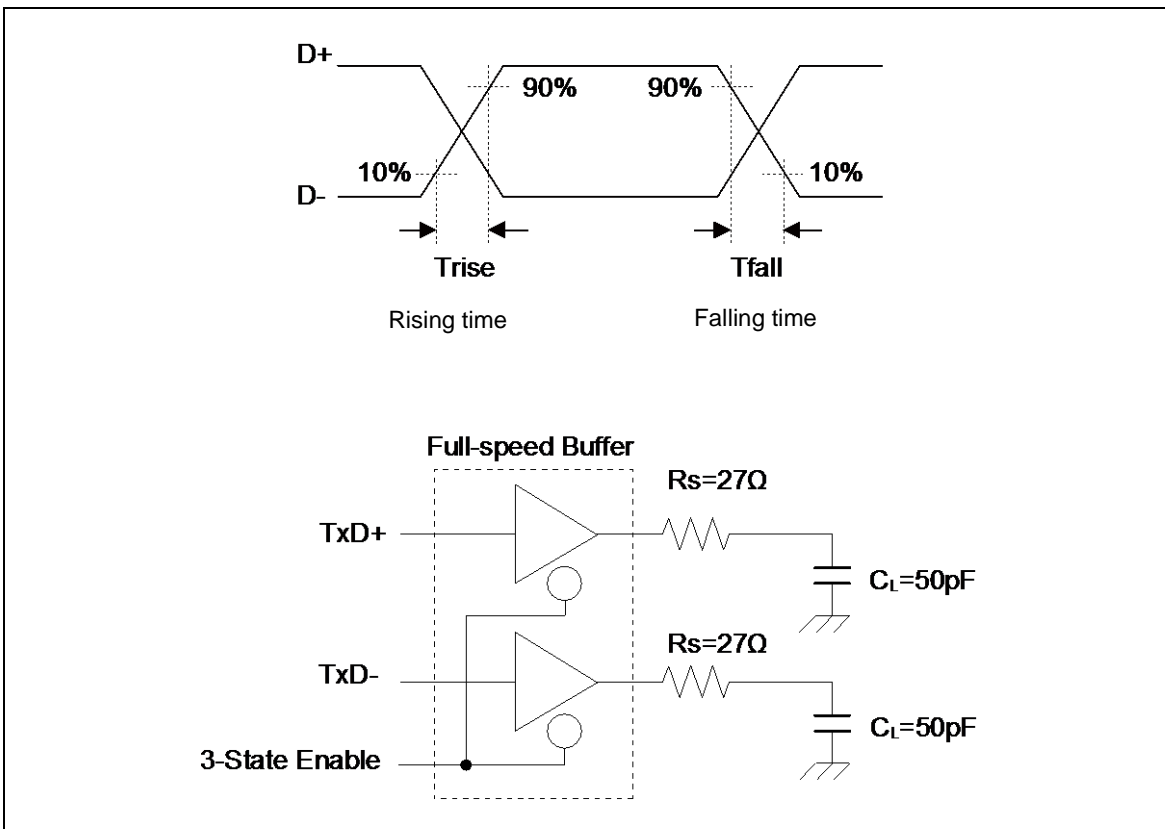 D+
90%
90%
10%
10%
D-
Trise
Tfall
Rising time
Falling time
Full-speed Buffer
Rs=27Ω
TxD+
CL=50pF
Rs=27Ω
TxD-
CL=50pF
3-State Enable